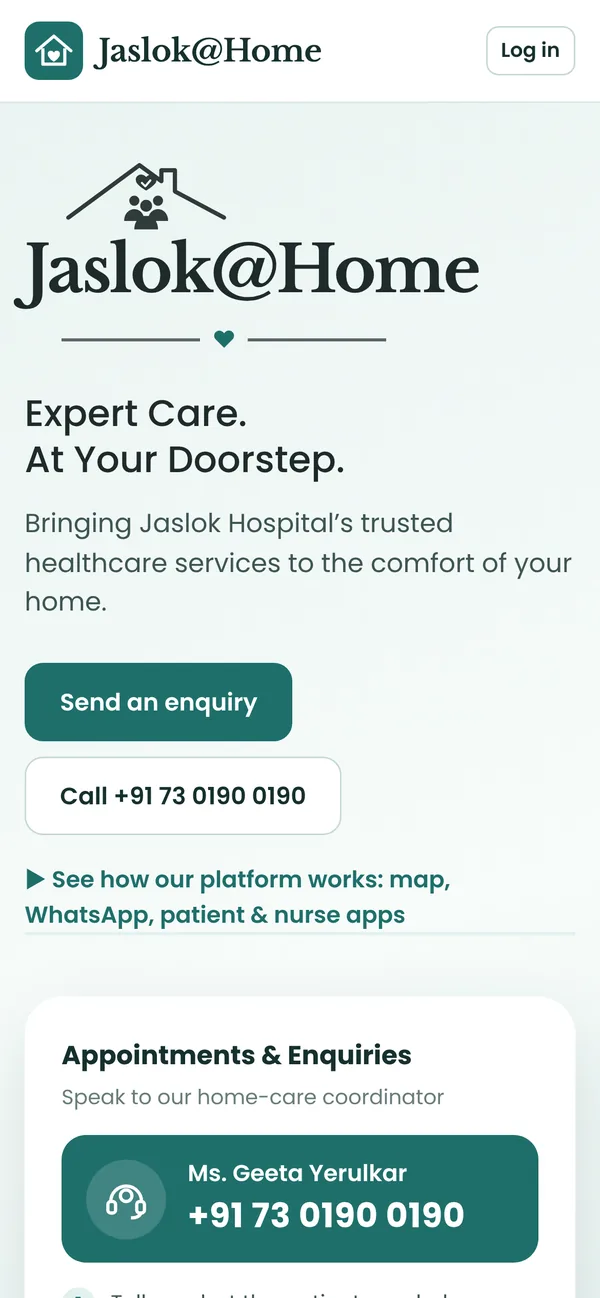 Jaslok@Home
Log in
Jaslok@Home
Expert Care.
At Your Doorstep.
Bringing Jaslok Hospital’s trusted
healthcare services to the comfort of your
home.
Send an enquiry
Call +91 73 0190 0190
▶ See how our platform works: map,
WhatsApp, patient & nurse apps
Appointments & Enquiries
Speak to our home-care coordinator
Ms. Geeta Yerulkar
+91 73 0190 0190